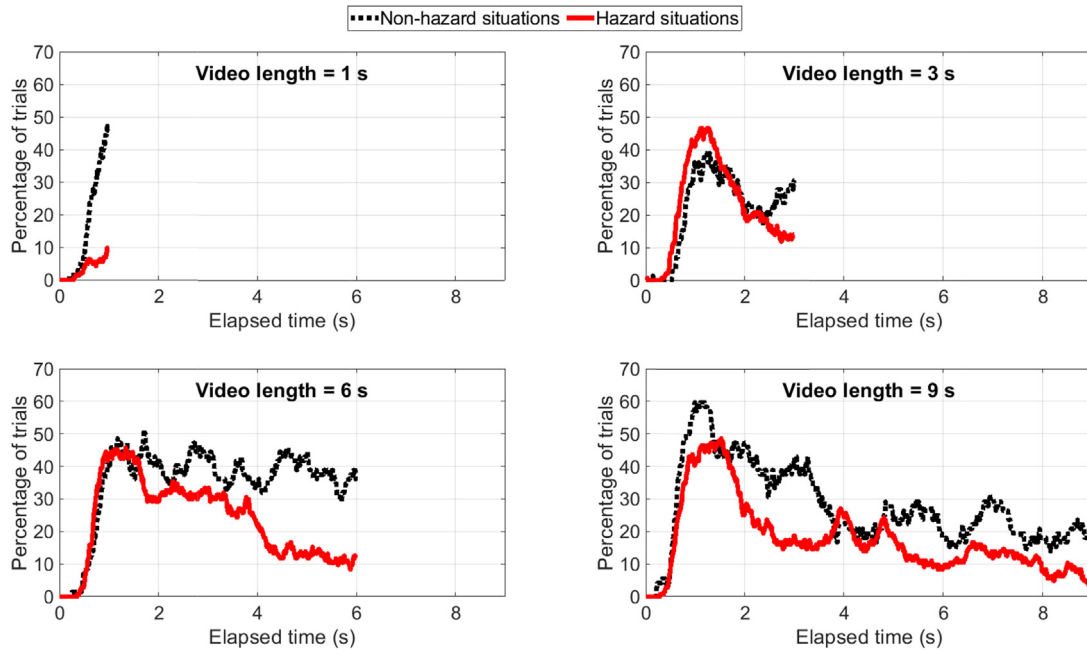 Non-hazard situations Hazard situations
Video length = 1 s
Percentage of trials
70
60
50
40
30
20
10
0
0 2 4 6 8
Elapsed time (s)
Video length = 3 s
Percentage of trials
70
60
50
40
30
20
10
0
0 2 4 6 8
Elapsed time (s)
Video length = 6 s
Percentage of trials
70
60
50
40
30
20
10
0
0 2 4 6 8
Elapsed time (s)
Video length = 9 s
Percentage of trials
70
60
50
40
30
20
10
0
0 2 4 6 8
Elapsed time (s)